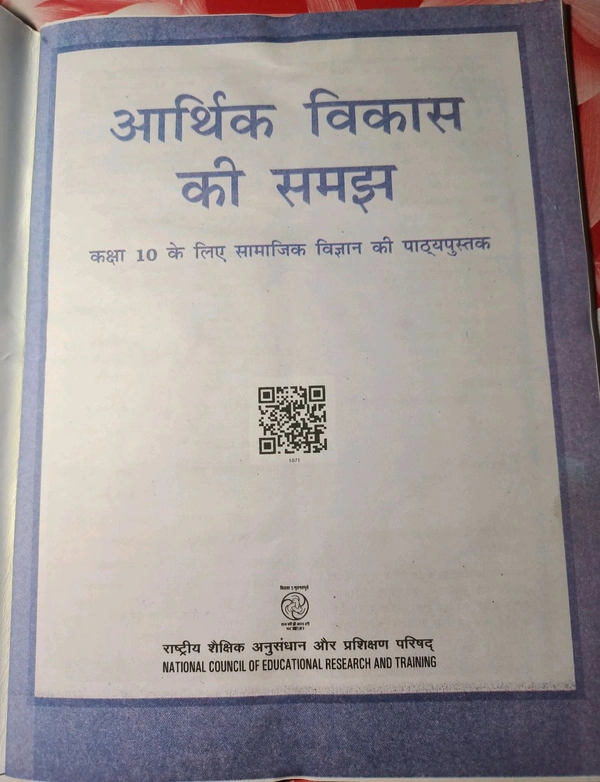 आर्थिक विकास
की समझ
कक्षा 10 के लिए सामाजिक विज्ञान की पाठ्यपुस्तक
1071
राष्ट्रीय शैक्षिक अनुसंधान और प्रशिक्षण परिषद्
NATIONAL COUNCIL OF EDUCATIONAL RESEARCH AND TRAINING